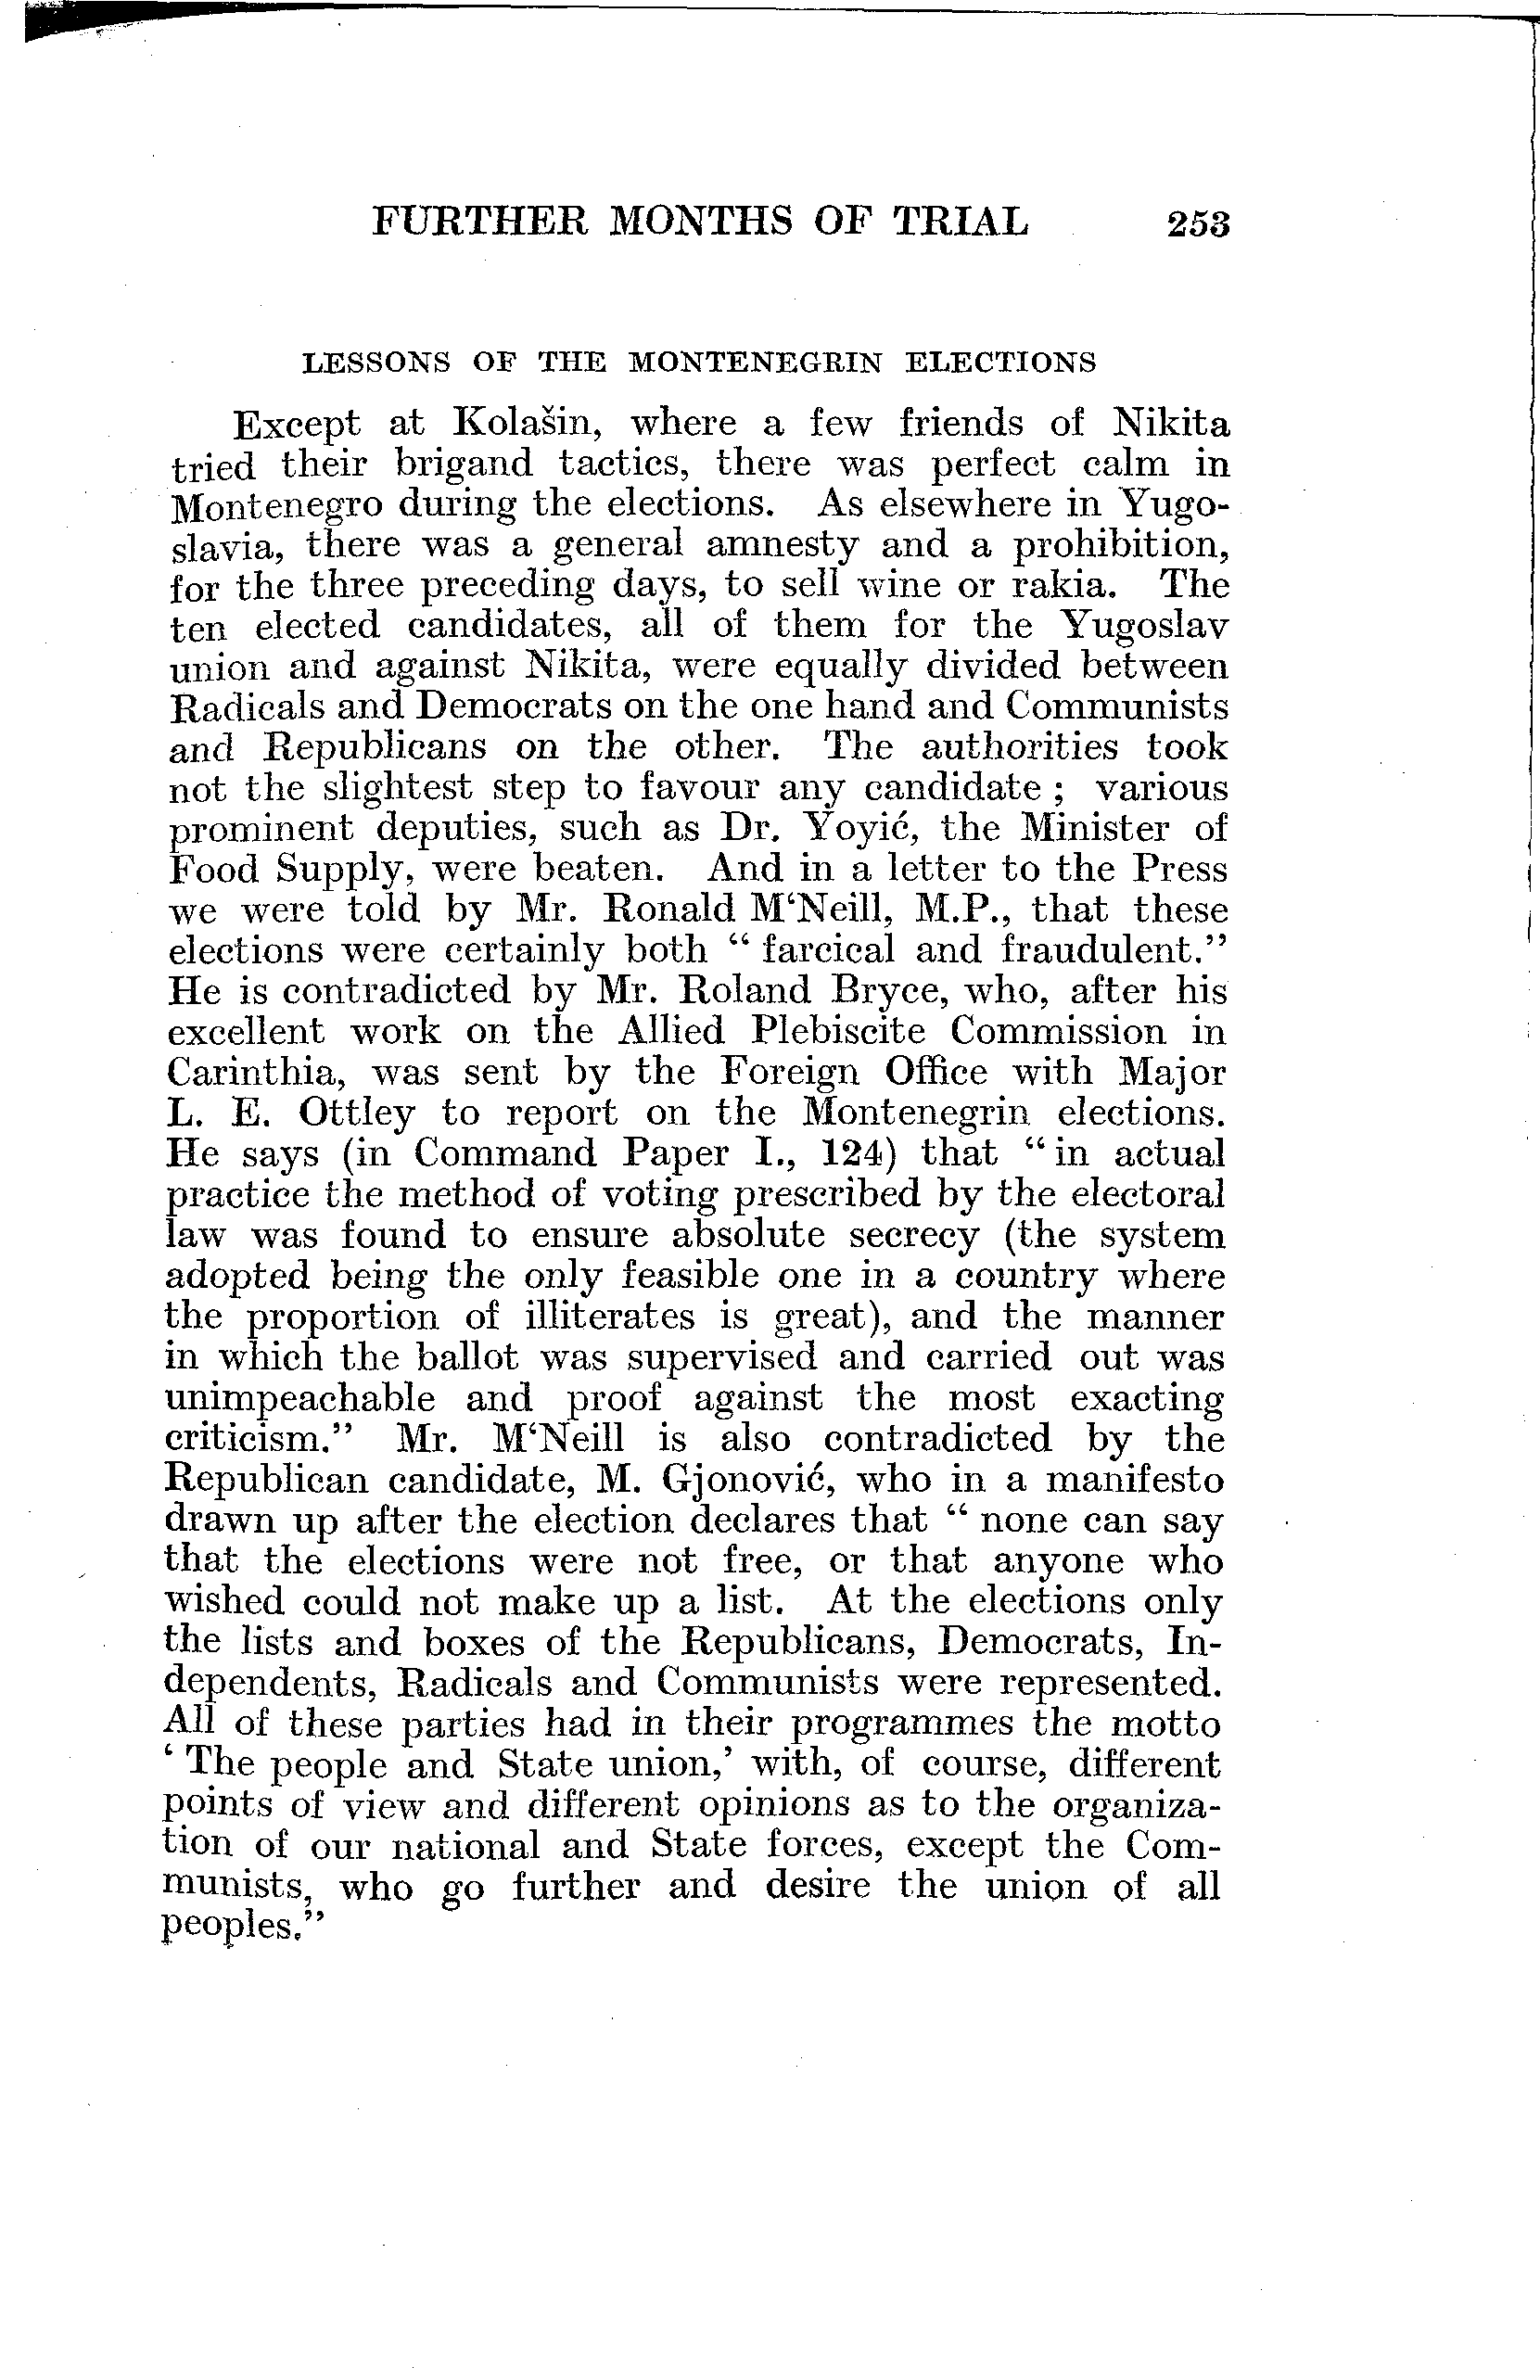 FURTHER MONTHS OF TRIAL 253
LESSONS OF THE MONTENEGRIN ELECTIONS
Except at Kolašin, where a few friends of Nikita
tried their brigand tactics, there was perfect calm in
Montenegro during the elections. As elsewhere in Yugo-
slavia, there was a general amnesty and a prohibition,
for the three preceding days, to sell wine or rakia. The
ten elected candidates, all of them for the Yugoslav
union and against Nikita, were equally divided between
Radicals and Democrats on the one hand and Communists
and Republicans on the other. The authorities took
not the slightest step to favour any candidate ; various
prominent deputies, such as Dr. Yoyić, the Minister of
Food Supply, were beaten. And in a letter to the Press
we were told by Mr. Ronald M‘Neill, M.P., that these
elections were certainly both “ farcical and fraudulent.”
He is contradicted by Mr. Roland Bryce, who, after his
excellent work on the Allied Plebiscite Commission in
Carinthia, was sent by the Foreign Office with Major
L. E. Ottley to report on the Montenegrin elections.
He says (in Command Paper I., 124) that “ in actual
practice the method of voting prescribed by the electoral
law was found to ensure absolute secrecy (the system
adopted being the only feasible one in a country where
the proportion of illiterates is great), and the manner
in which the ballot was supervised and carried out was
unimpeachable and proof against the most exacting
criticism.” Mr. M‘Neill is also contradicted by the
Republican candidate, M. Gjonović, who in a manifesto
drawn up after the election declares that “ none can say
that the elections were not free, or that anyone who
wished could not make up a list. At the elections only
the lists and boxes of the Republicans, Democrats, In-
dependents, Radicals and Communists were represented.
All of these parties had in their programmes the motto
‘ The people and State union,’ with, of course, different
points of view and different opinions as to the organiza-
tion of our national and State forces, except the Com-
munists, who go further and desire the union of all
peoples.”